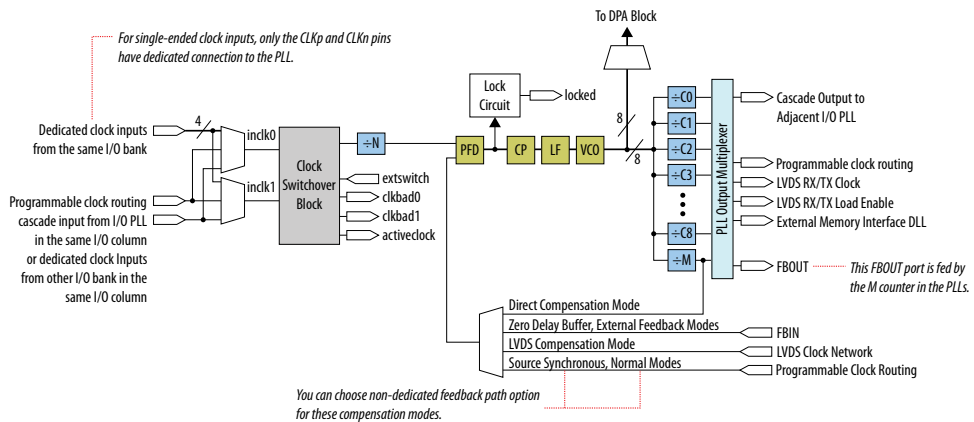 To DPA Block
For single-ended clock inputs, only the CLKp and CLKn pins
have dedicated connection to the PLL.
Lock
Circuit
locked
4
Dedicated clock inputs
from the same I/O bank
inclk0
inclk1
Clock
Switchover
Block
÷N
PFD
CP
LF
VCO
8
8
÷C0
÷C1
÷C2
÷C3
÷C8
÷M
PLL Output Multiplexer
Cascade Output to
Adjacent I/O PLL
Programmable clock routing
LVDS RX/TX Clock
LVDS RX/TX Load Enable
External Memory Interface DLL
FBOUT
This FBOUT port is fed by
the M counter in the PLLs.
extswitch
clkbad0
clkbad1
activeclock
Programmable clock routing
cascade input from I/O PLL
in the same I/O column
or dedicated clock Inputs
from other I/O bank in the
same I/O column
Direct Compensation Mode
Zero Delay Buffer, External Feedback Modes
LVDS Compensation Mode
Source Synchronous, Normal Modes
FBIN
LVDS Clock Network
Programmable Clock Routing
You can choose non-dedicated feedback path option
for these compensation modes.